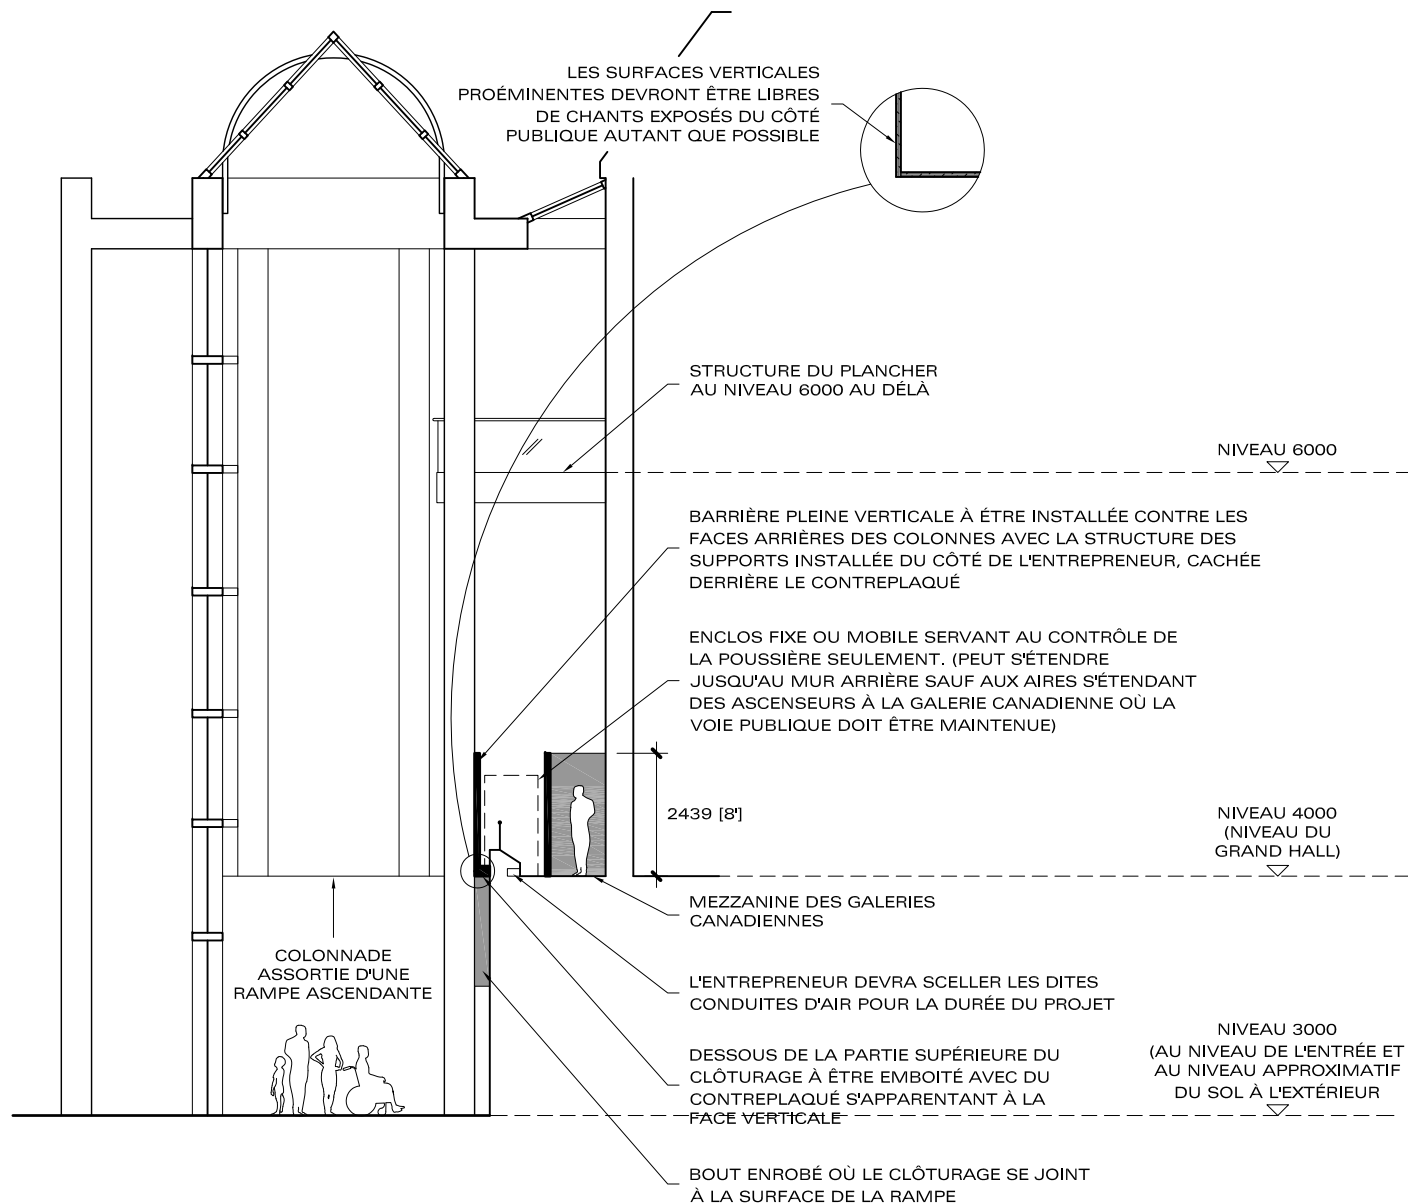 LES SURFACES VERTICALES
PROÉMINENTES DEVRONT ÊTRE LIBRES
DE CHANTS EXPOSÉS DU CÔTÉ
PUBLIQUE AUTANT QUE POSSIBLE
STRUCTURE DU PLANCHER
AU NIVEAU 6000 AU DÉLÀ
NIVEAU 6000
BARRIÈRE PLEINE VERTICALE À ÉTRE INSTALLÉE CONTRE LES
FACES ARRIÈRES DES COLONNES AVEC LA STRUCTURE DES
SUPPORTS INSTALLÉE DU CÔTÉ DE L'ENTREPRENEUR, CACHÉE
DERRIÈRE LE CONTREPLAQUÉ
ENCLOS FIXE OU MOBILE SERVANT AU CONTRÔLE DE
LA POUSSIÈRE SEULEMENT. (PEUT S'ÉTENDRE
JUSQU'AU MUR ARRIÈRE SAUF AUX AIRES S'ÉTENDANT
DES ASCENSEURS À LA GALERIE CANADIENNE OÙ LA
VOIE PUBLIQUE DOIT ÊTRE MAINTENUE)
2439 [8']
NIVEAU 4000
(NIVEAU DU
GRAND HALL)
MEZZANINE DES GALERIES
CANADIENNES
COLONNADE
ASSORTIE D'UNE
RAMPE ASCENDANTE
L'ENTREPRENEUR DEVRA SCELLER LES DITES
CONDUITES D'AIR POUR LA DURÉE DU PROJET
NIVEAU 3000
(AU NIVEAU DE L'ENTRÉE ET
AU NIVEAU APPROXIMATIF
DU SOL À L'EXTÉRIEUR
DESSOUS DE LA PARTIE SUPÉRIEURE DU
CLÔTURAGE À ÊTRE EMBOITÉ AVEC DU
CONTREPLAQUÉ S'APPARENTANT À LA
FACE VERTICALE
BOUT ENROBÉ OÙ LE CLÔTURAGE SE JOINT
À LA SURFACE DE LA RAMPE